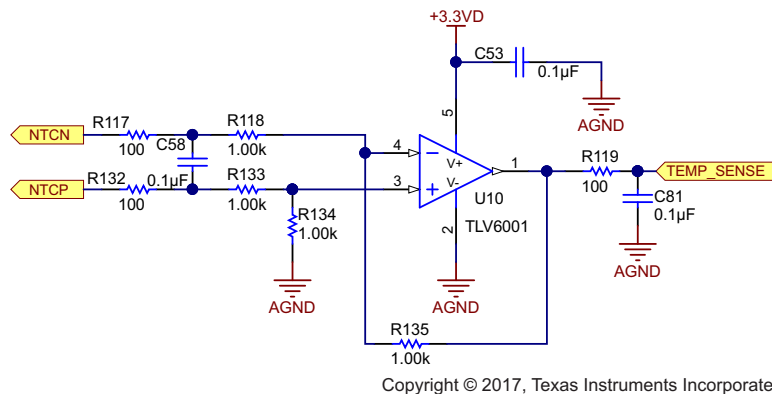 +3.3VD
C53
0.1µF
AGND
5
NTCN
R117
100
C58
0.1µF
R118
1.00k
4
V+
V-
1
R119
100
TEMP_SENSE
NTCP
R132
100
R133
1.00k
3
U10
TLV6001
2
C81
0.1µF
AGND
R134
1.00k
AGND
AGND
R135
1.00k
Copyright © 2017, Texas Instruments Incorporate